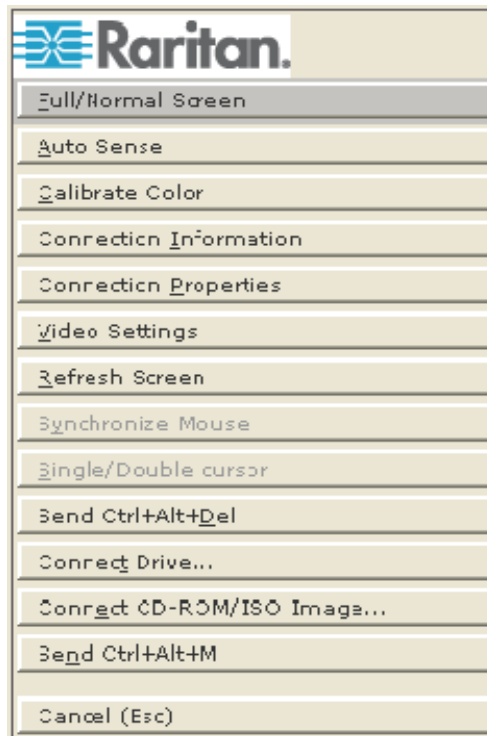 Raritan.
Full/Normal Screen
Auto Sense
Calibrate Color
Connection Information
Connection Properties
Video Settings
Refresh Screen
Synchronize Mouse
Single/Double cursor
Send Ctrl+Alt+Del
Connect Drive...
Connect CD-ROM/ISO Image...
Send Ctrl+Alt+M
Cancel (Esc)